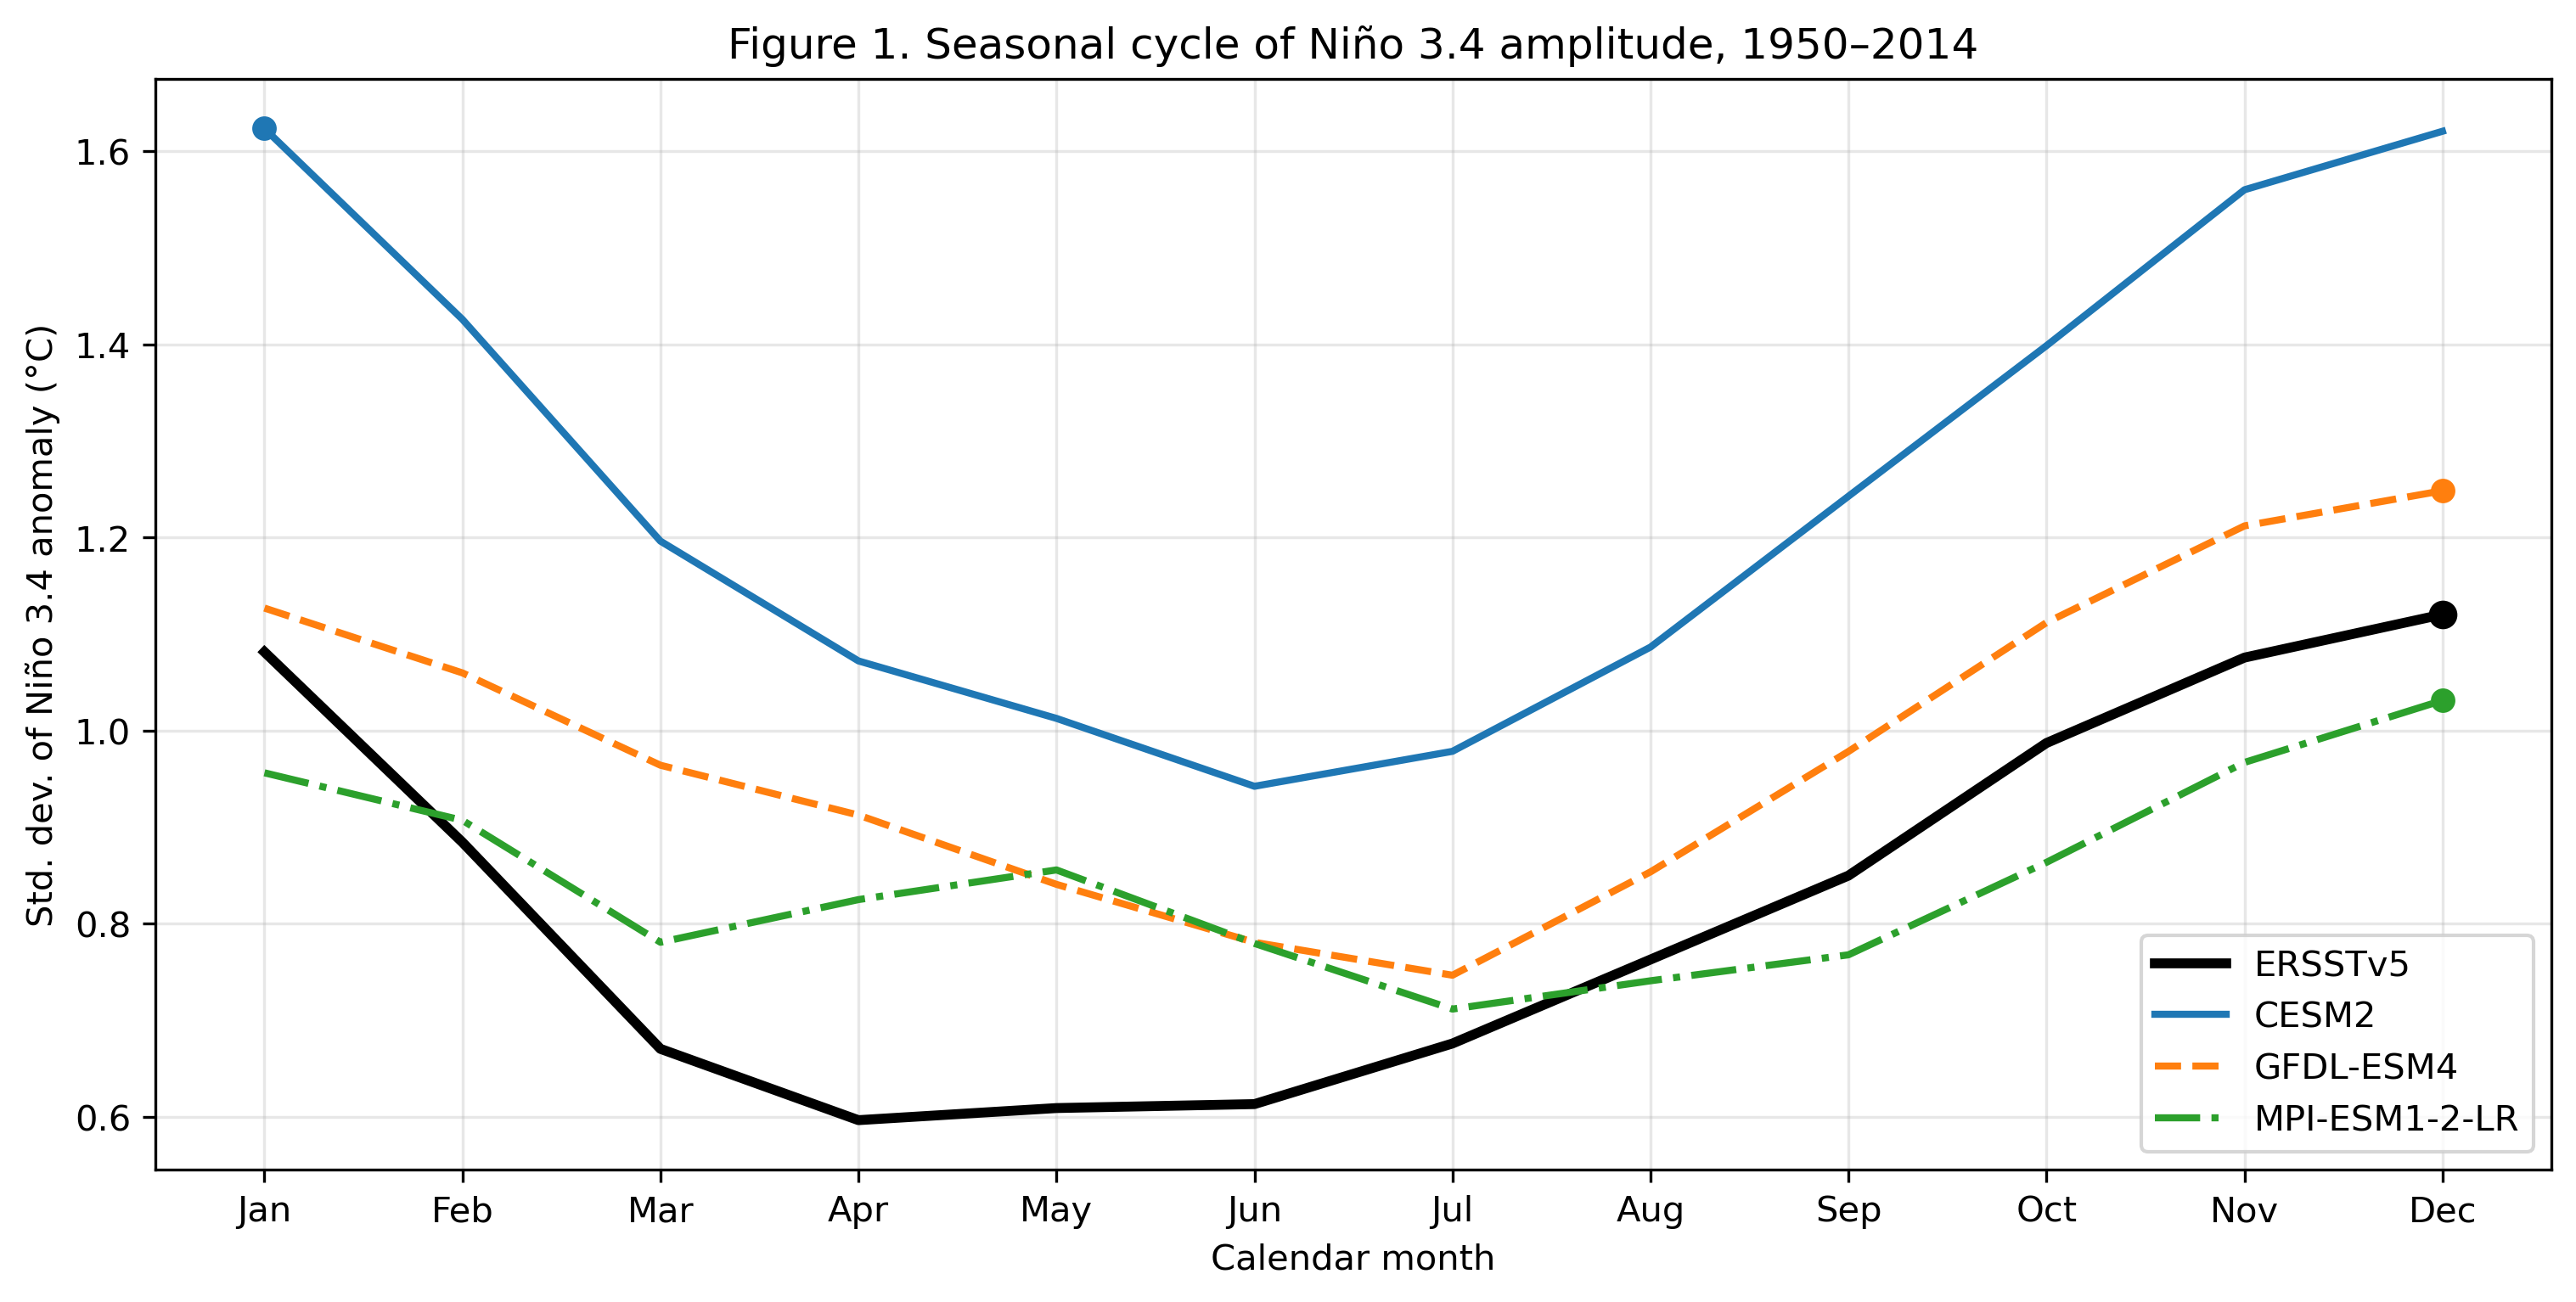 Figure 1. Seasonal cycle of Niño 3.4 amplitude, 1950–2014
Std. dev. of Niño 3.4 anomaly (°C)
1.6
1.4
1.2
1.0
0.8
0.6
ERSSTv5
CESM2
GFDL-ESM4
MPI-ESM1-2-LR
Jan Feb Mar Apr May Jun Jul Aug Sep Oct Nov Dec
Calendar month